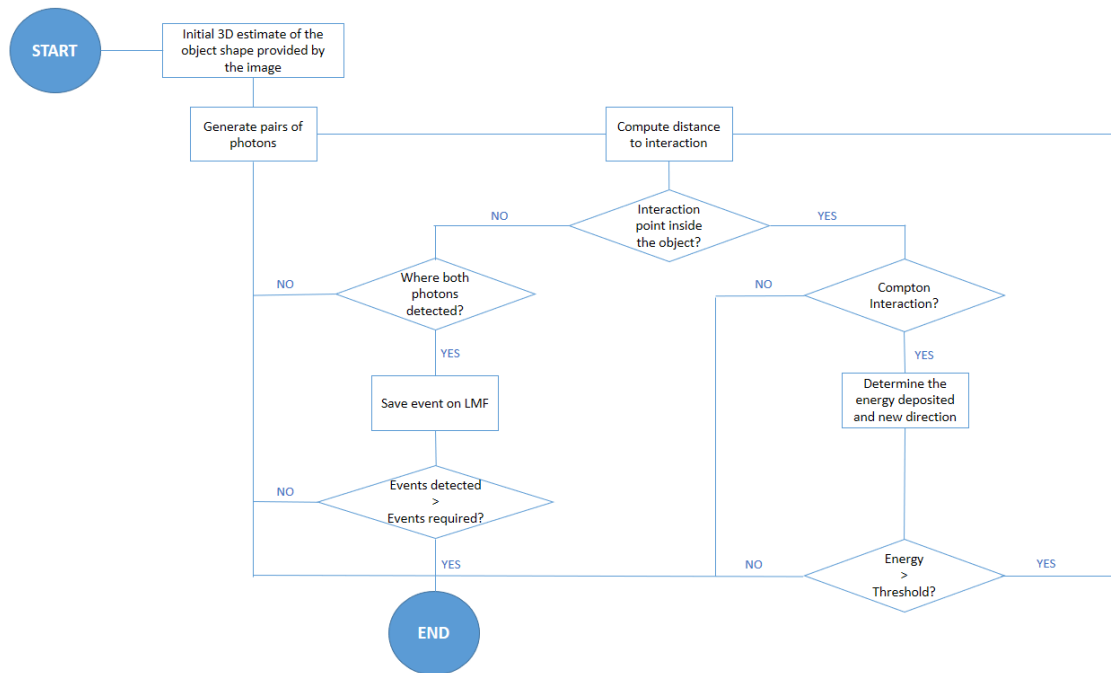 START
Initial 3D estimate of the
object shape provided by
the image
Generate pairs of
photons
Compute distance
to interaction
Interaction
point inside
the object?
NO
YES
Where both
photons
detected?
NO
YES
Compton
Interaction?
NO
YES
Save event on LMF
Determine the
energy deposited
and new direction
Events detected
>
Events required?
NO
YES
Energy
>
Threshold?
NO
YES
END